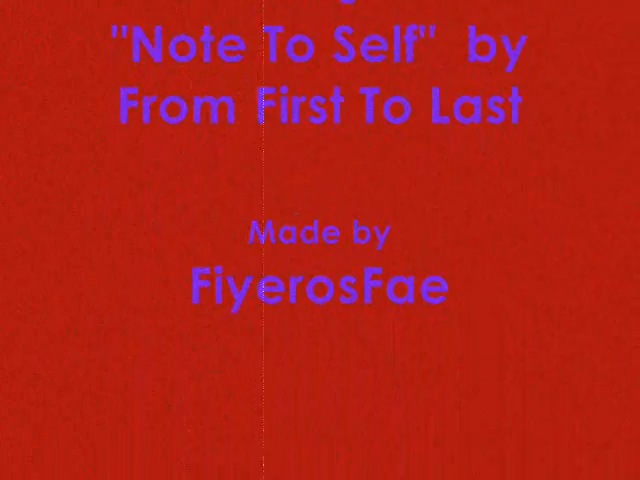 "Note To Self" by
From First To Last
Made by
FiyerosFae